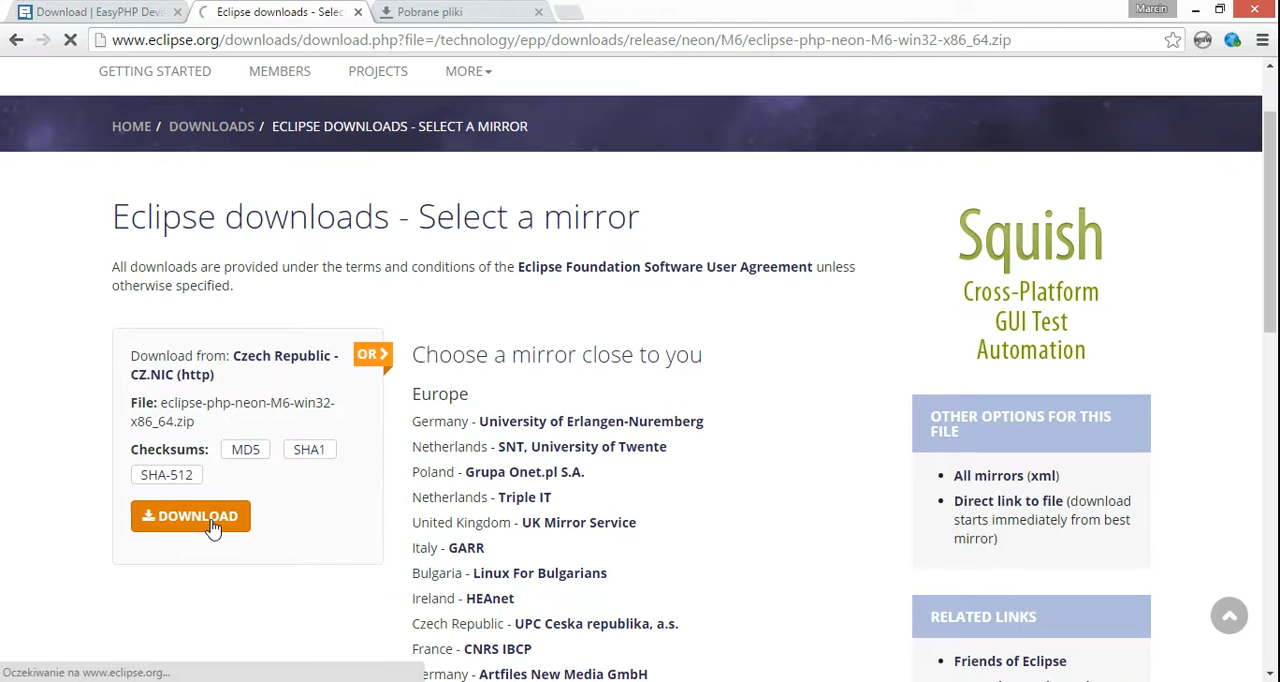 Download | EasyPHP Devs
Eclipse downloads - Selec
Pobrane pliki
Marcin
www.eclipse.org/downloads/download.php?file=/technology/epp/downloads/release/neon/M6/eclipse-php-neon-M6-win32-x86_64.zip
GETTING STARTED MEMBERS PROJECTS MORE
HOME / DOWNLOADS / ECLIPSE DOWNLOADS - SELECT A MIRROR
Eclipse downloads - Select a mirror
All downloads are provided under the terms and conditions of the Eclipse Foundation Software User Agreement unless
otherwise specified.
Download from: Czech Republic -
CZ.NIC (http)
File: eclipse-php-neon-M6-win32-
x86_64.zip
Checksums: MD5 SHA1
SHA-512
DOWNLOAD
OR
Choose a mirror close to you
Europe
Germany - University of Erlangen-Nuremberg
Netherlands - SNT, University of Twente
Poland - Grupa Onet.pl S.A.
Netherlands - Triple IT
United Kingdom - UK Mirror Service
Italy - GARR
Bulgaria - Linux For Bulgarians
Ireland - HEAnet
Czech Republic - UPC Ceska republika, a.s.
France - CNRS IBCP
ermany - Artfiles New Media GmbH
Squish
Cross-Platform
GUI Test
Automation
OTHER OPTIONS FOR THIS
FILE
All mirrors (xml)
Direct link to file (download
starts immediately from best
mirror)
RELATED LINKS
Friends of Eclipse
Oczekiwanie na www.eclipse.org...